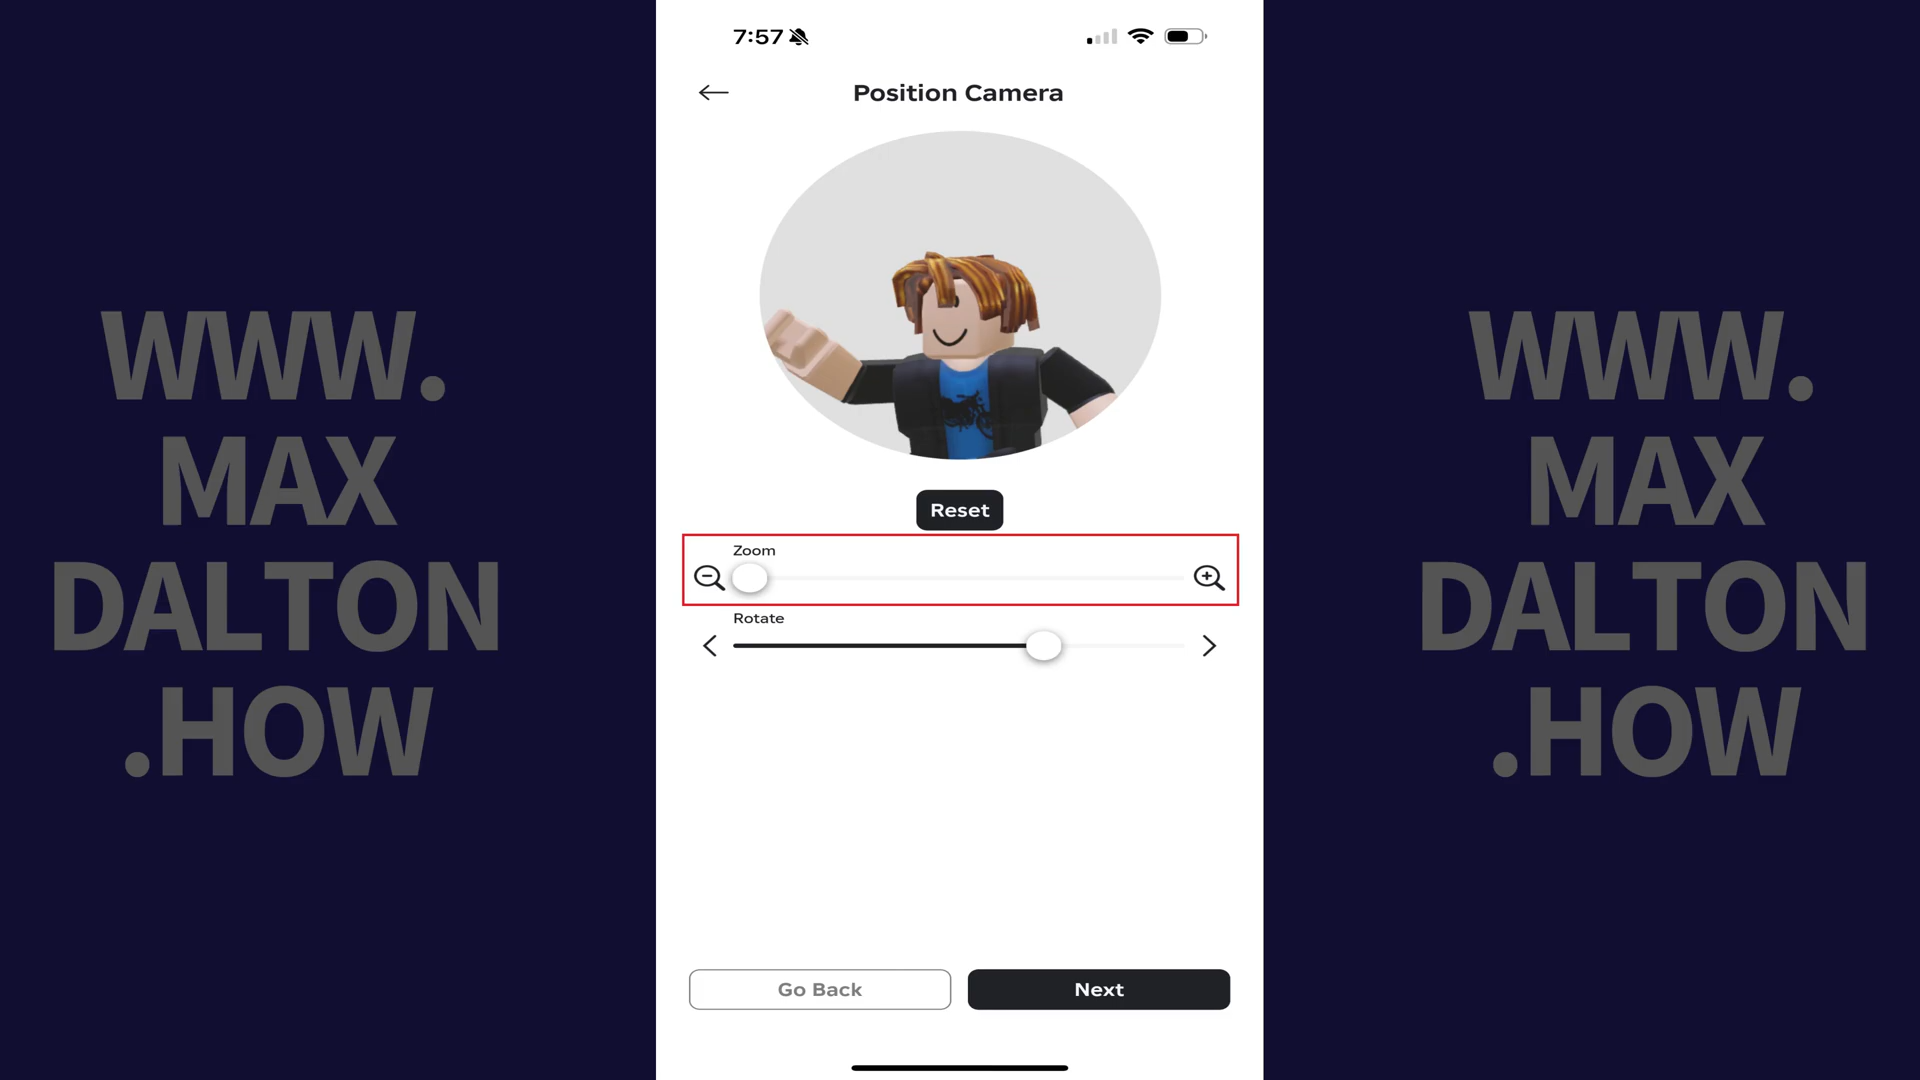 WWW.
MAX
DALTON
.HOW
7:57
Position Camera
Reset
Zoom
Rotate
Go Back
Next
WWW.
MAX
DALTON
.HOW